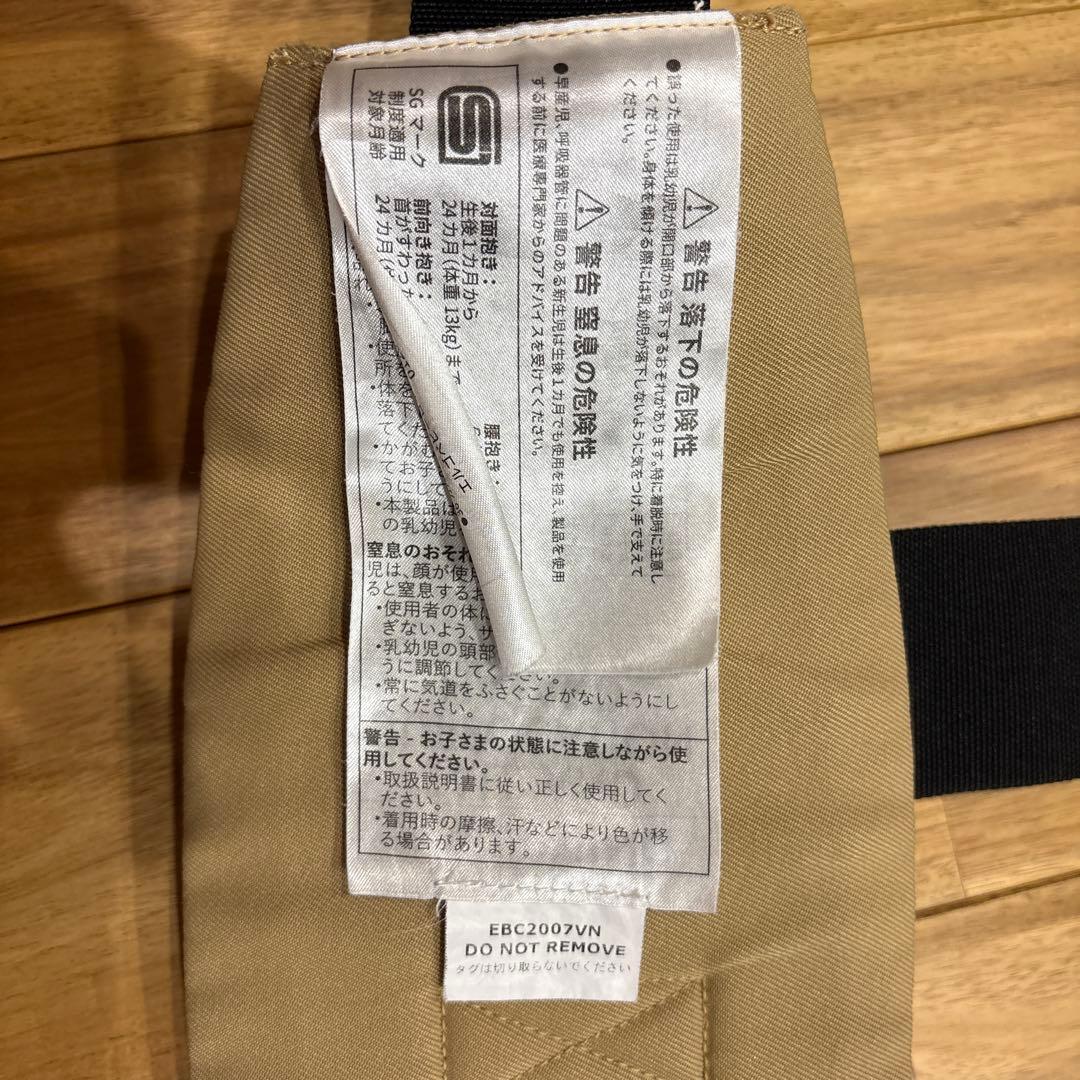 ●誤った使用は乳幼児が開口部から落下するおそれがあります。特に着脱時に注意し
てください。身体を傾ける際には乳幼児が落下しないように気をつけ、手で支えて
ください。
警告 落下の危険性
警告 窒息の危険性
●早産児、呼吸器管に問題のある新生児は生後1カ月でも使用を控え、製品を使用
する前に医療専門家からのアドバイスを受けてください。
SGマーク
制度適用
対象月齢
対面抱き:
生後1カ月から
24カ月(体重13kg)まで
前向き抱き:
首がすわった
24カ月(
腰抱き:
の乳幼児
窒息のおそれ
児は、顔が使
ると窒息するお
・使用者の体に
ぎないよう、サ
・乳幼児の頭部
うに調節してください。
・常に気道をふさぐことがないようにし
てください。
警告 - お子さまの状態に注意しながら使
用してください。
・取扱説明書に従い正しく使用してく
ださい。
・着用時の摩擦、汗などにより色が移
る場合があります。
EBC2007VN
DO NOT REMOVE
タグは切り取らないでください